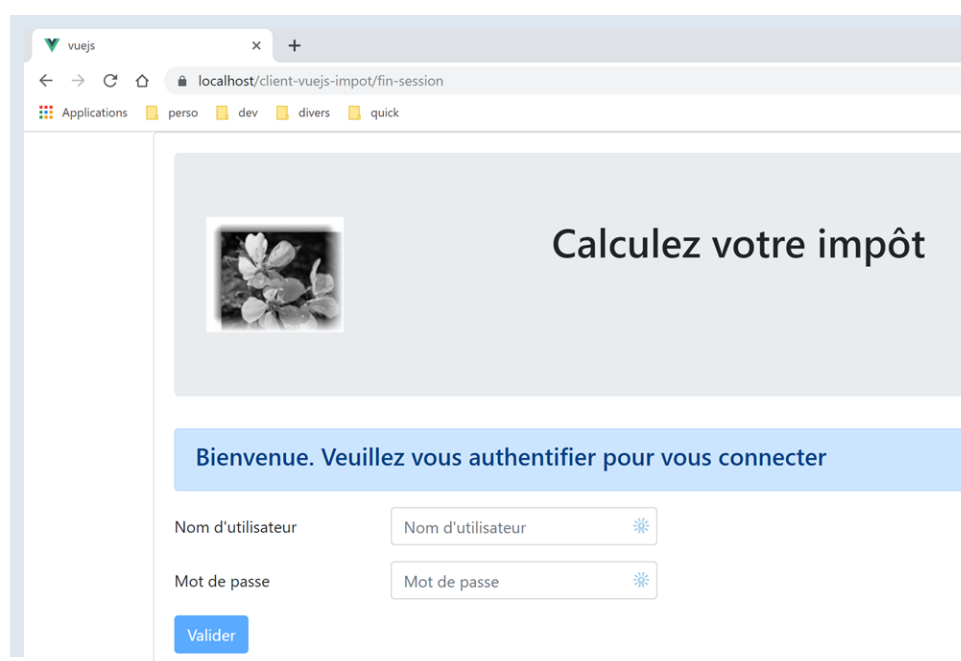 vuejs
localhost/client-vuejs-impot/fin-session
Applications perso dev divers quick
Calculez votre impôt
Bienvenue. Veuillez vous authentifier pour vous connecter
Nom d'utilisateur Nom d'utilisateur
Mot de passe Mot de passe
Valider